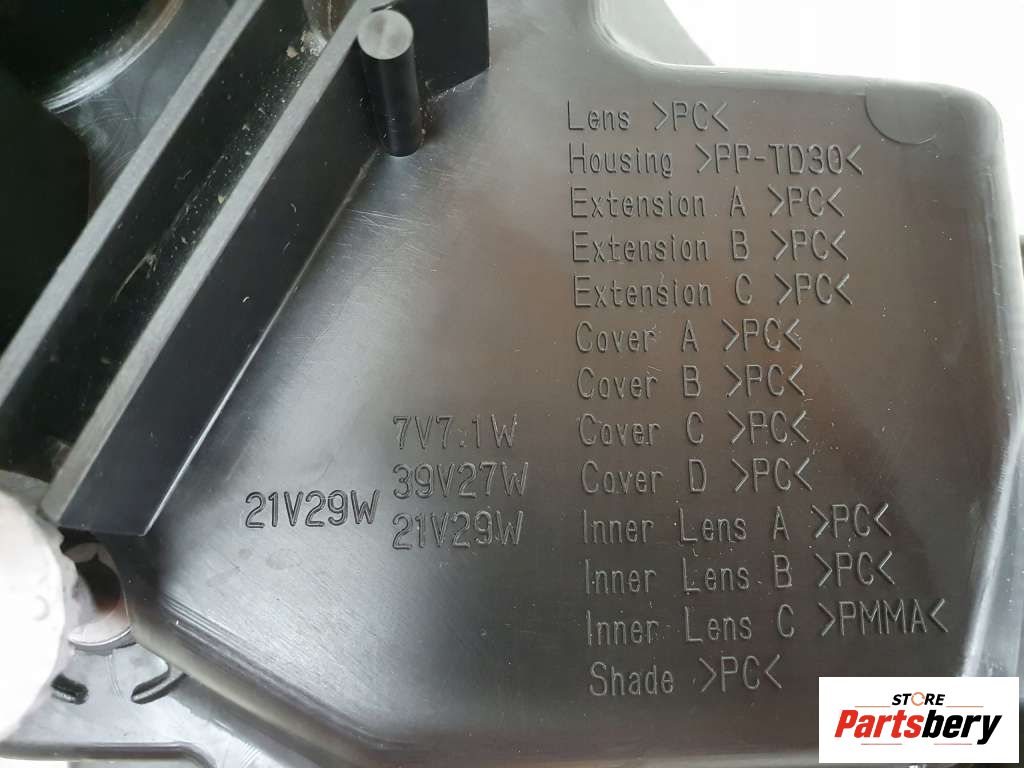 Lens >PC<
Housing >PP-TD30<
Extension A >PC<
Extension B >PC<
Extension C >PC<
Cover A >PC<
Cover B >PC<
Cover C >PC<
Cover D >PC<
Inner Lens A >PC<
Inner Lens B >PC<
Inner Lens C >PMMA<
Shade >PC<
7V7.1W
39V27W
21V29W
21V29W
STORE
Partsbery